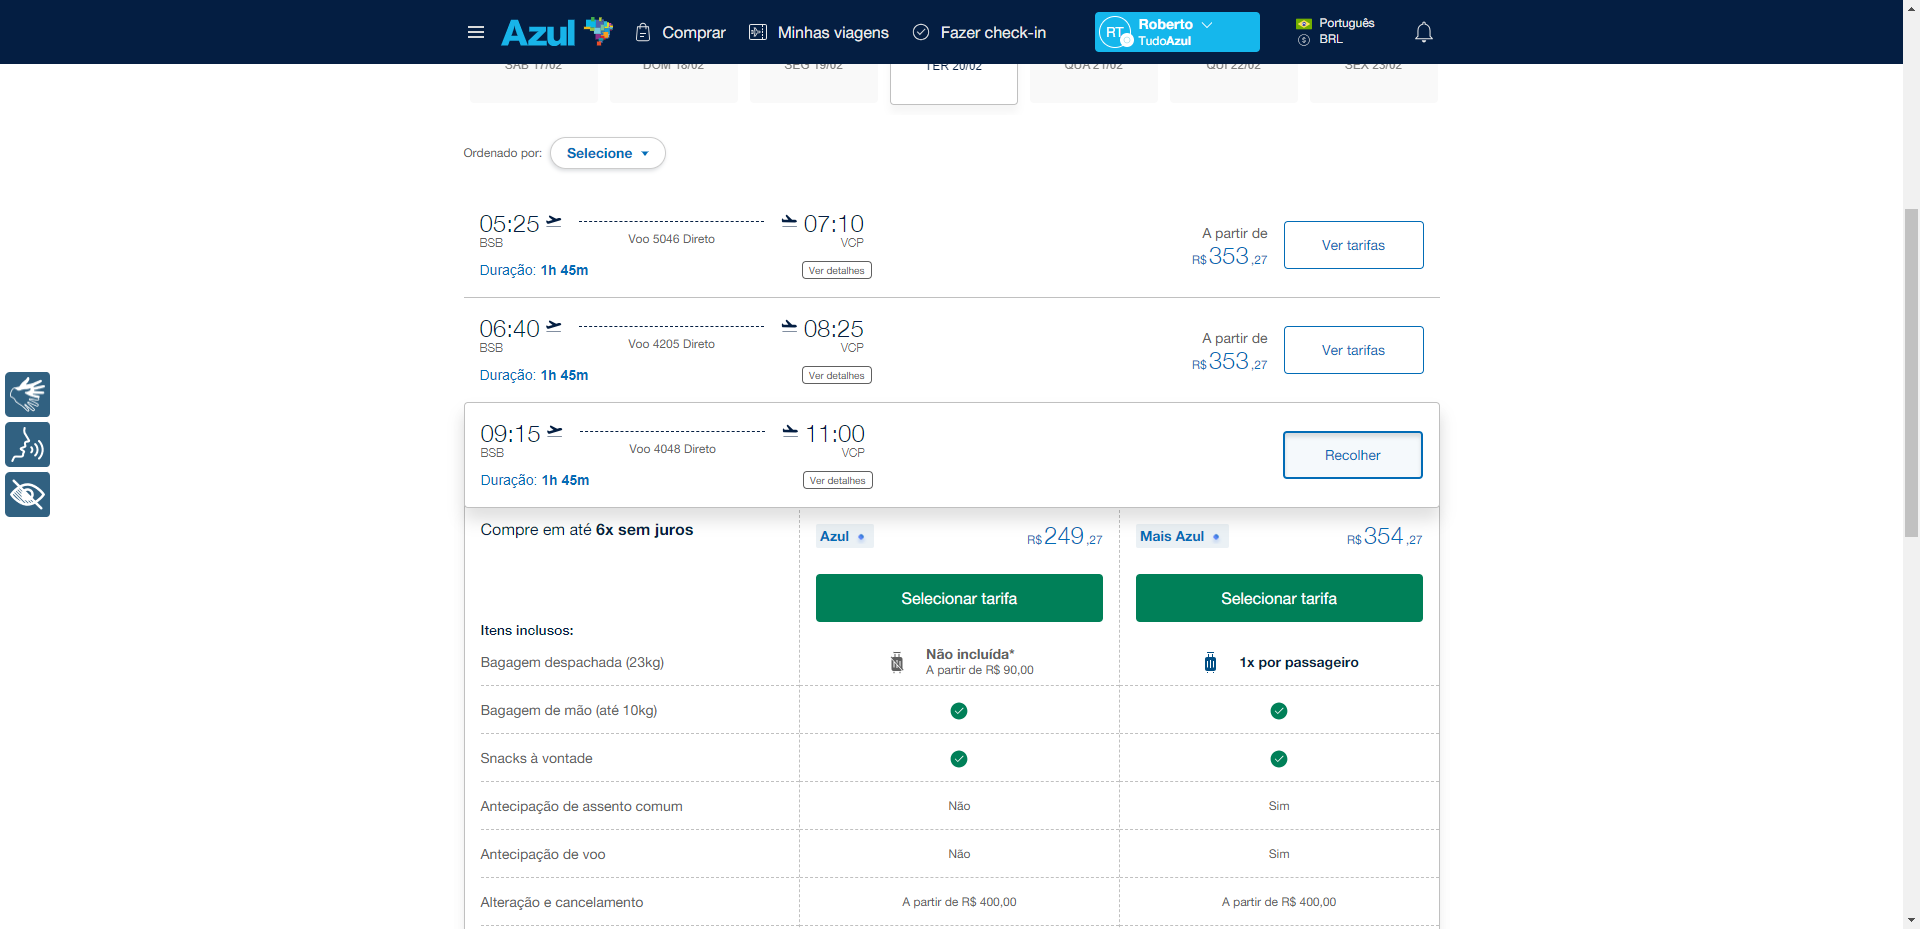 Azul
Comprar
Minhas viagens
Fazer check-in
RT
Roberto
TudoAzul
Português
BRL
SÁB 17/02
DOM 18/02
SEG 19/02
TER 20/02
QUA 21/02
QUI 22/02
SEX 23/02
Ordenado por: Selecione
05:25 07:10
BSB Voo 5046 Direto VCP
Duração: 1h 45m Ver detalhes
A partir de
R$ 353 ,27
Ver tarifas
06:40 08:25
BSB Voo 4205 Direto VCP
Duração: 1h 45m Ver detalhes
A partir de
R$ 353 ,27
Ver tarifas
09:15 11:00
BSB Voo 4048 Direto VCP
Duração: 1h 45m Ver detalhes
Recolher
Compre em até 6x sem juros
Azul R$ 249 ,27
Mais Azul R$ 354 ,27
Selecionar tarifa Selecionar tarifa
Itens inclusos:
Bagagem despachada (23kg)
Não incluída*
A partir de R$ 90,00
1x por passageiro
Bagagem de mão (até 10kg)
Snacks à vontade
Antecipação de assento comum Não Sim
Antecipação de voo Não Sim
Alteração e cancelamento A partir de R$ 400,00 A partir de R$ 400,00